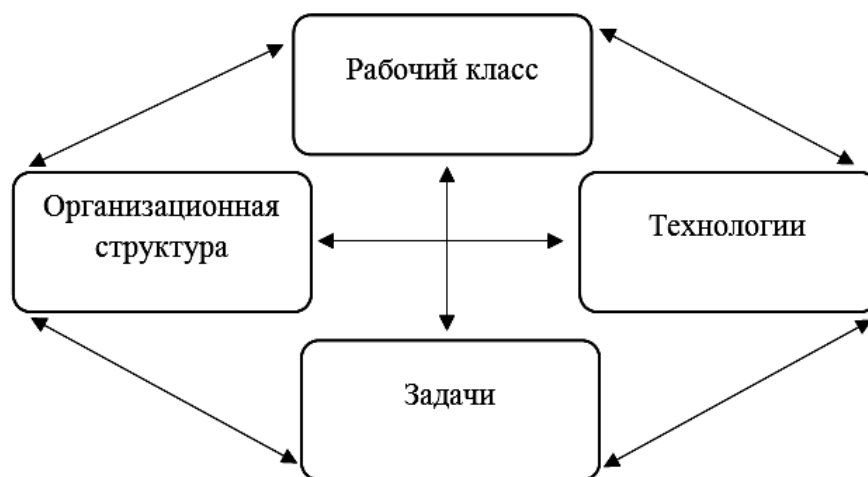 Рабочий класс
Организационная
структура
Технологии
Задачи